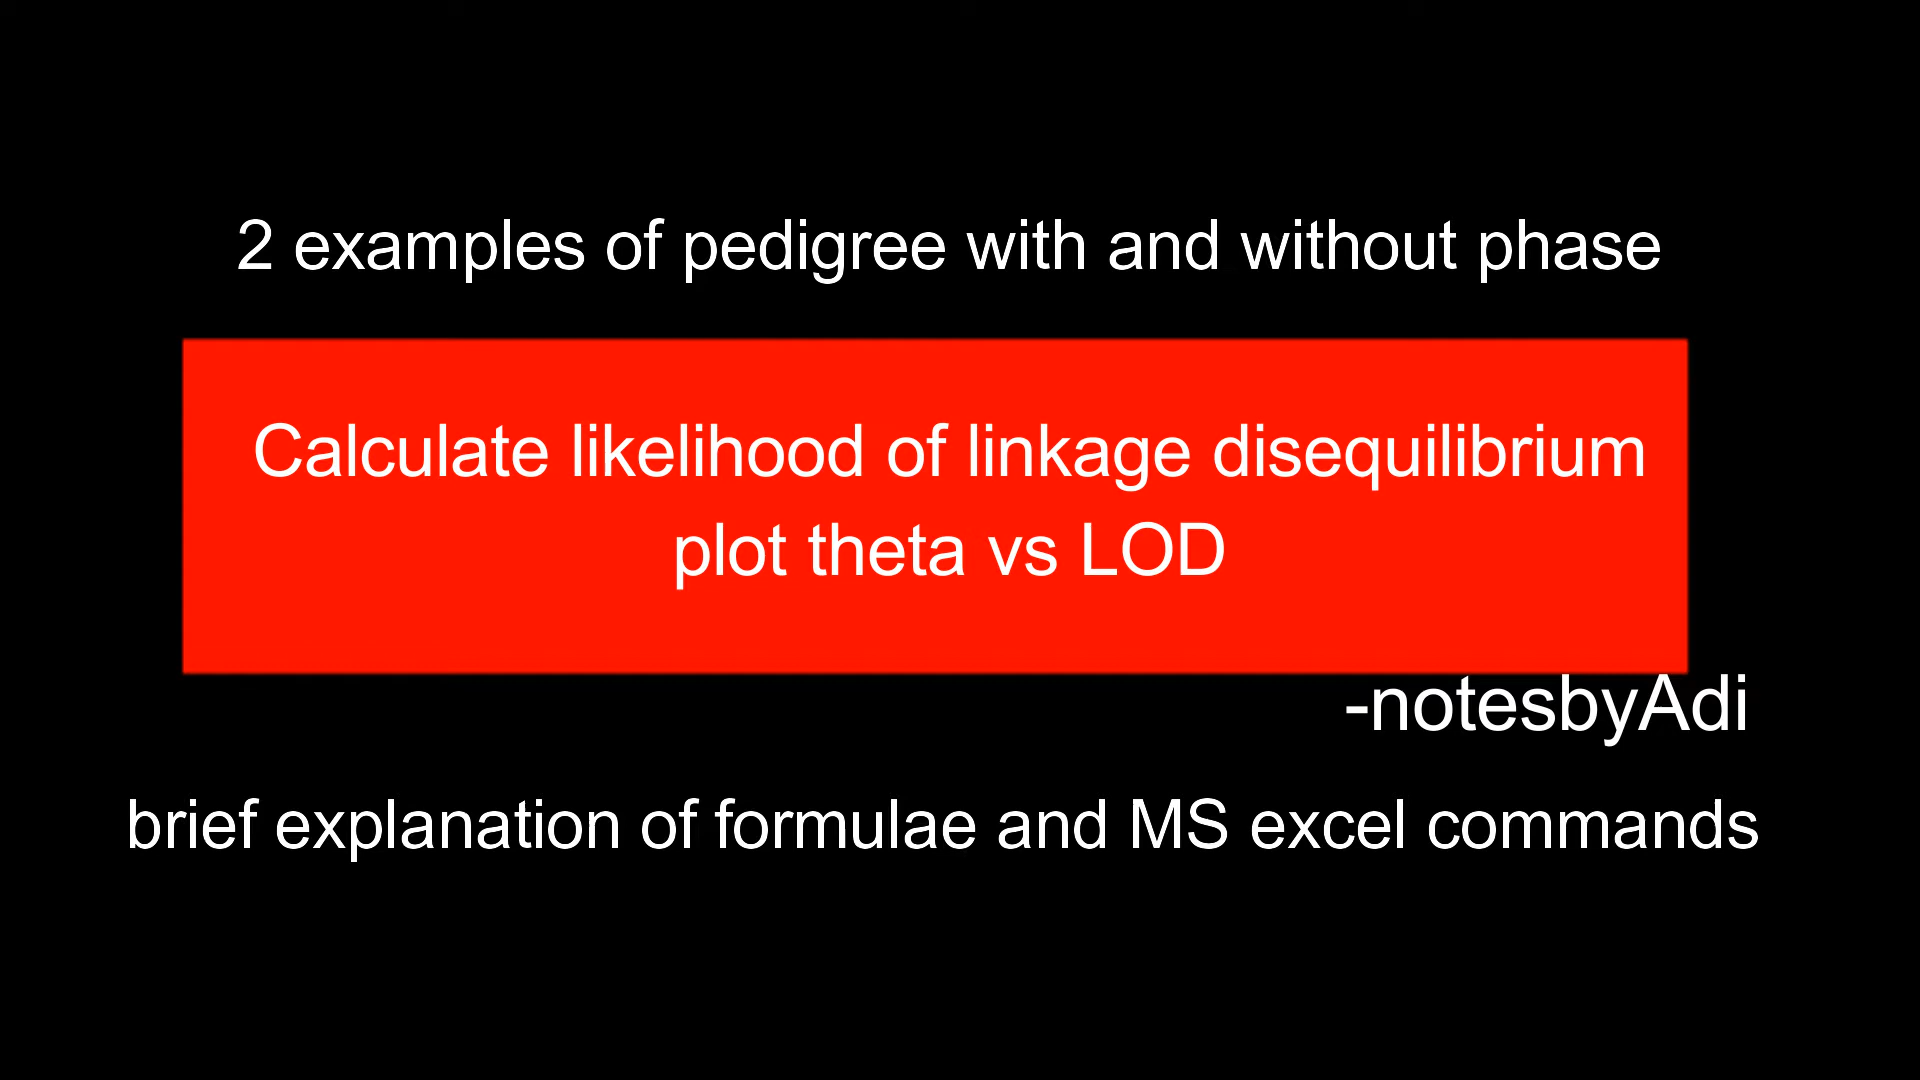 2 examples of pedigree with and without phase
Calculate likelihood of linkage disequilibrium
plot theta vs LOD
-notesbyAdi
brief explanation of formulae and MS excel commands